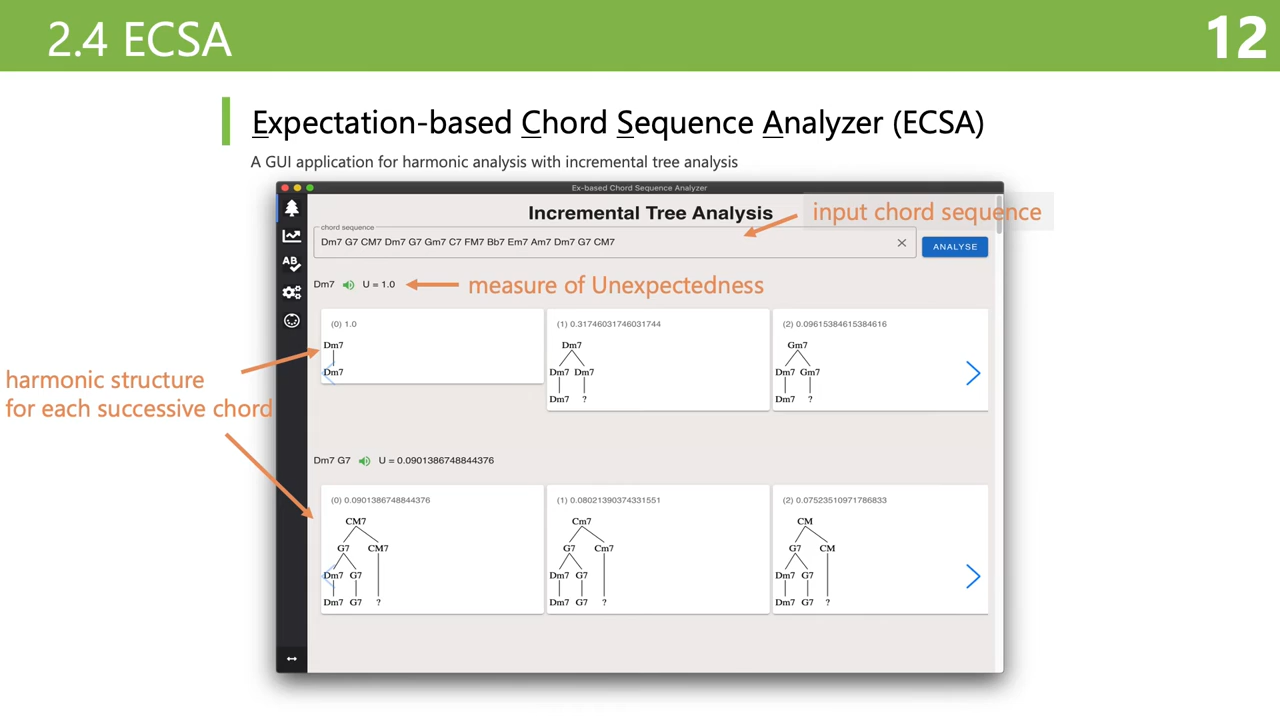 2.4 ECSA
12
Expectation-based Chord Sequence Analyzer (ECSA)
A GUI application for harmonic analysis with incremental tree analysis
Ex-based Chord Sequence Analyzer
Incremental Tree Analysis
input chord sequence
chord sequence
Dm7 G7 CM7 Dm7 G7 Gm7 C7 FM7 Bb7 Em7 Am7 Dm7 G7 CM7
ANALYSE
Dm7 U = 1.0
measure of Unexpectedness
(0) 1.0
(1) 0.31746031746031744
(2) 0.09615384615384616
Dm7
Dm7
Dm7
Dm7 Dm7
Dm7 ?
Gm7
Dm7 Gm7
Dm7 ?
harmonic structure
for each successive chord
Dm7 G7 U = 0.0901386748844376
(0) 0.0901386748844376
(1) 0.08021390374331551
(2) 0.07523510971786833
CM7
G7 CM7
Dm7 G7
Dm7 G7 ?
Cm7
G7 Cm7
Dm7 G7
Dm7 G7 ?
CM
G7 CM
Dm7 G7
Dm7 G7 ?